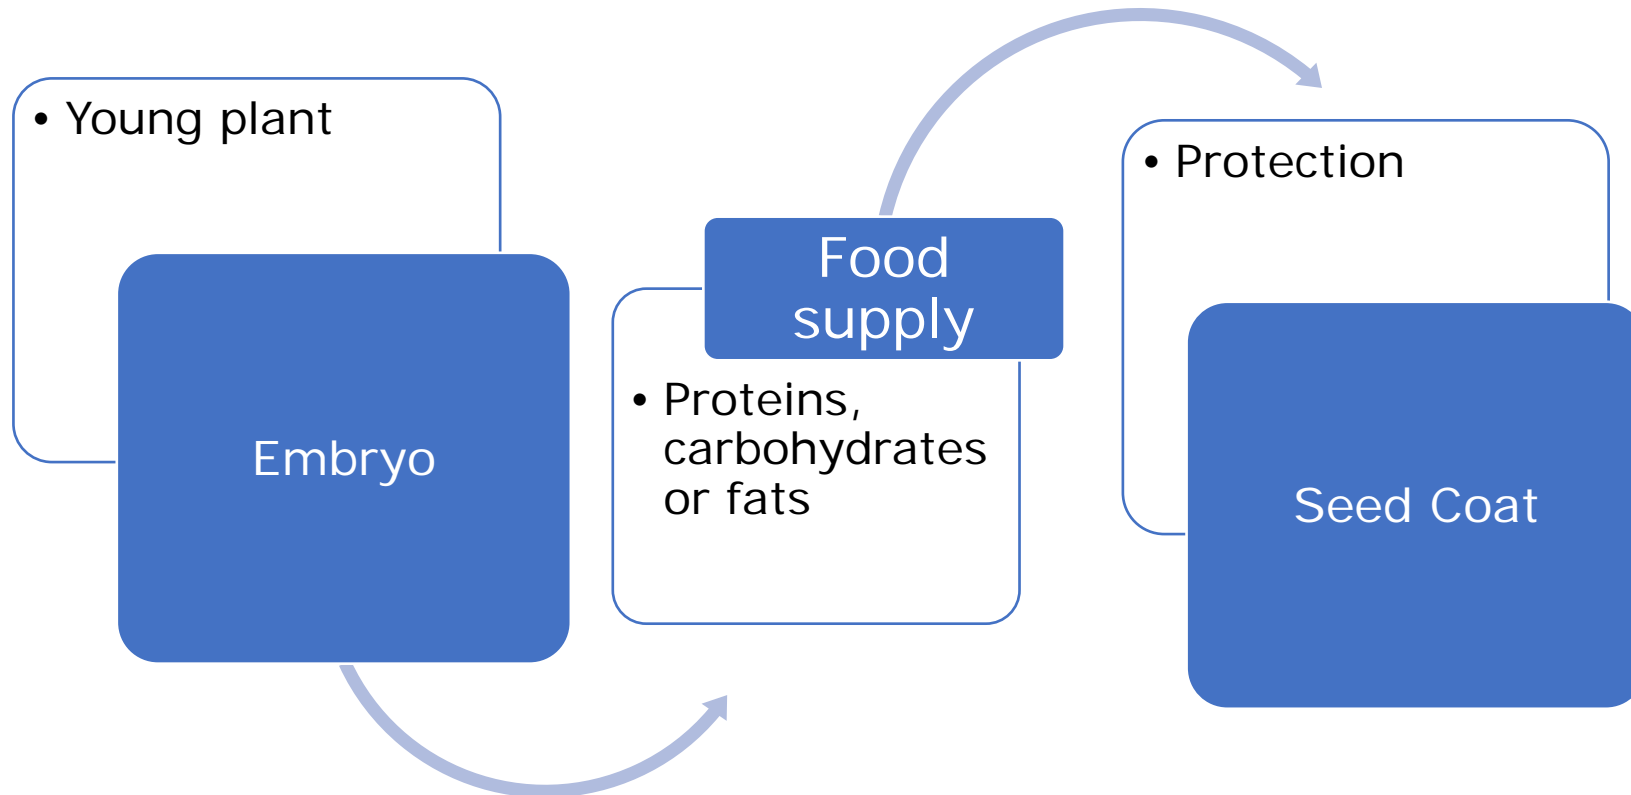 • Young plant
Embryo
Food
supply
• Proteins,
carbohydrates
or fats
• Protection
Seed Coat